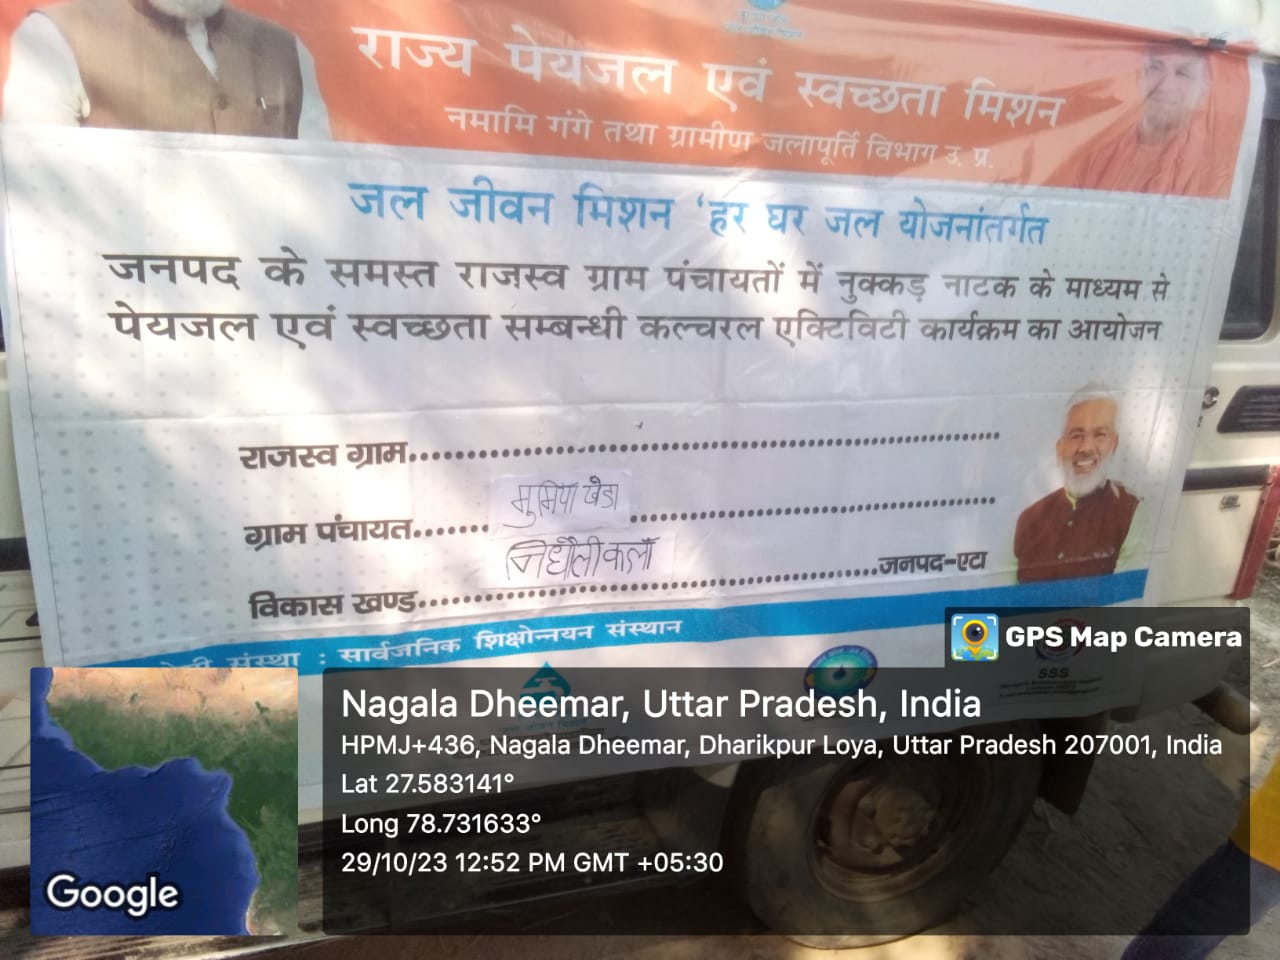 राज्य पेयजल एवं स्वच्छता मिशन
नमामि गंगे तथा ग्रामीण जलापूर्ति विभाग उ. प्र.
जल जीवन मिशन 'हर घर जल योजनांतर्गत
जनपद के समस्त राजस्व ग्राम पंचायतों में नुक्कड़ नाटक के माध्यम से
पेयजल एवं स्वच्छता सम्बन्धी कल्चरल एक्टिविटी कार्यक्रम का आयोजन
राजस्व ग्राम
ग्राम पंचायत....... मुमिया खेडा
विकास खण्ड निधौलीकलाँ जनपद-एटा
संस्था : सार्वजनिक शिक्षोन्नयन संस्थान
SSS
GPS Map Camera
Nagala Dheemar, Uttar Pradesh, India
HPMJ+436, Nagala Dheemar, Dharikpur Loya, Uttar Pradesh 207001, India
Lat 27.583141°
Long 78.731633°
29/10/23 12:52 PM GMT +05:30
Google